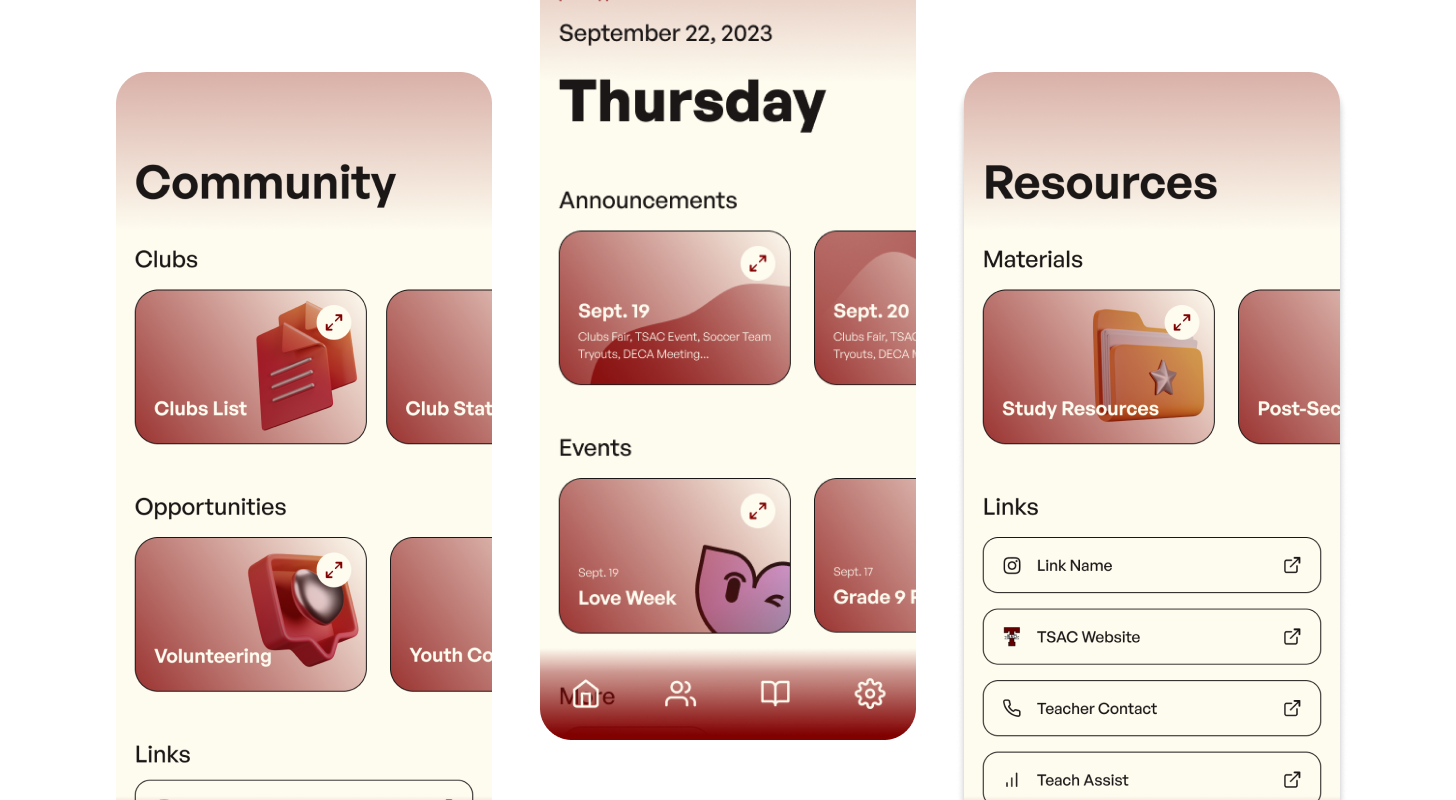 Community
Clubs
Clubs List
Club Stat
Opportunities
Volunteering
Youth Co
Links
September 22, 2023
Thursday
Announcements
Sept. 19
Clubs Fair, TSAC Event, Soccer Team
Tryouts, DECA Meeting...
Sept. 20
Clubs Fair, TSAC
Tryouts, DECA M
Events
Sept. 19
Love Week
Sept. 17
Grade 9 P
More
Resources
Materials
Study Resources
Post-Sec
Links
Link Name
TSAC Website
Teacher Contact
Teach Assist